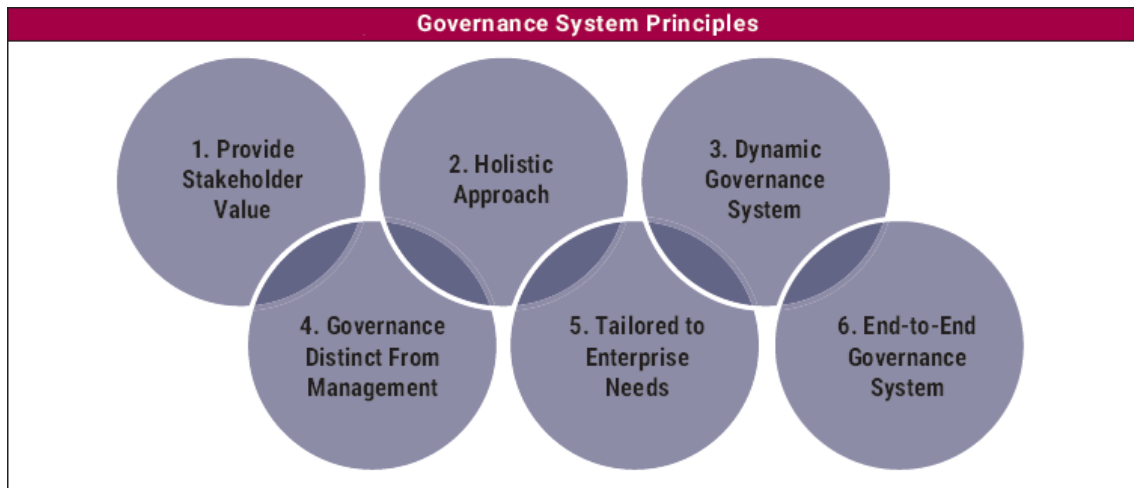 Governance System Principles
1. Provide
Stakeholder
Value
2. Holistic
Approach
3. Dynamic
Governance
System
4. Governance
Distinct From
Management
5. Tailored to
Enterprise
Needs
6. End-to-End
Governance
System